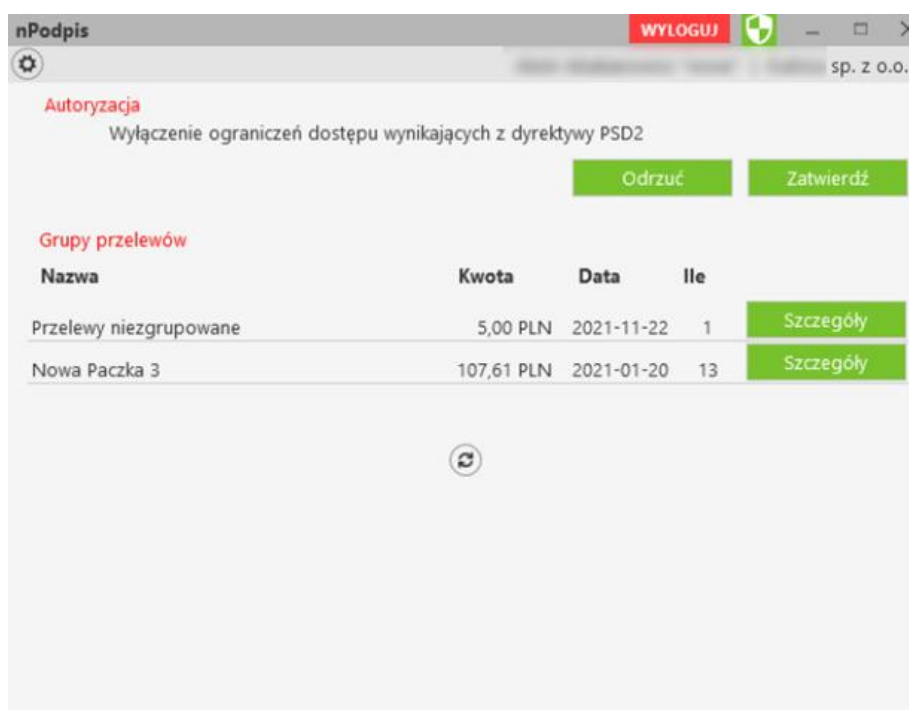 nPodpis WYLOGUJ
sp. z o.o.
Autoryzacja
Wyłączenie ograniczeń dostępu wynikających z dyrektywy PSD2
Odrzuć Zatwierdź
Grupy przelewów
Nazwa Kwota Data Ile
Przelewy niezgrupowane 5,00 PLN 2021-11-22 1 Szczegóły
Nowa Paczka 3 107,61 PLN 2021-01-20 13 Szczegóły